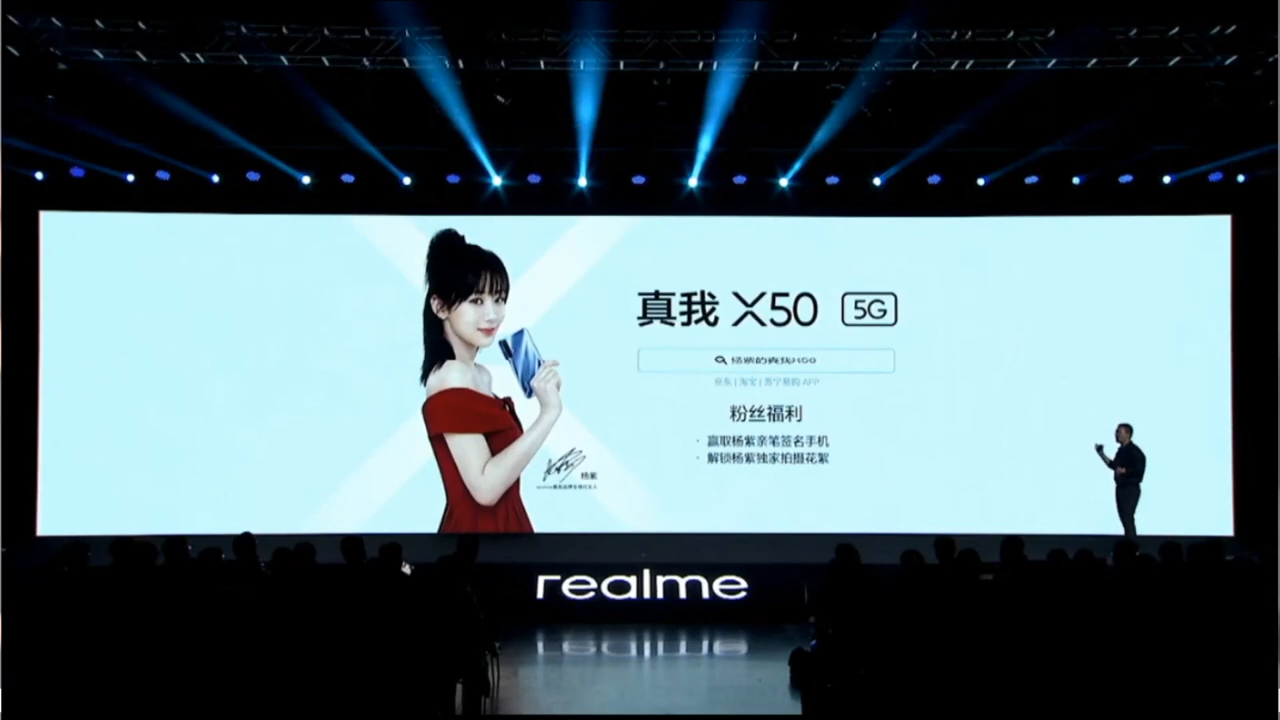 真我 X50 5G
杨紫的真我X50
京东 | 淘宝 | 苏宁易购 APP
粉丝福利
· 赢取杨紫亲笔签名手机
· 解锁杨紫独家拍摄花絮
杨紫
realme